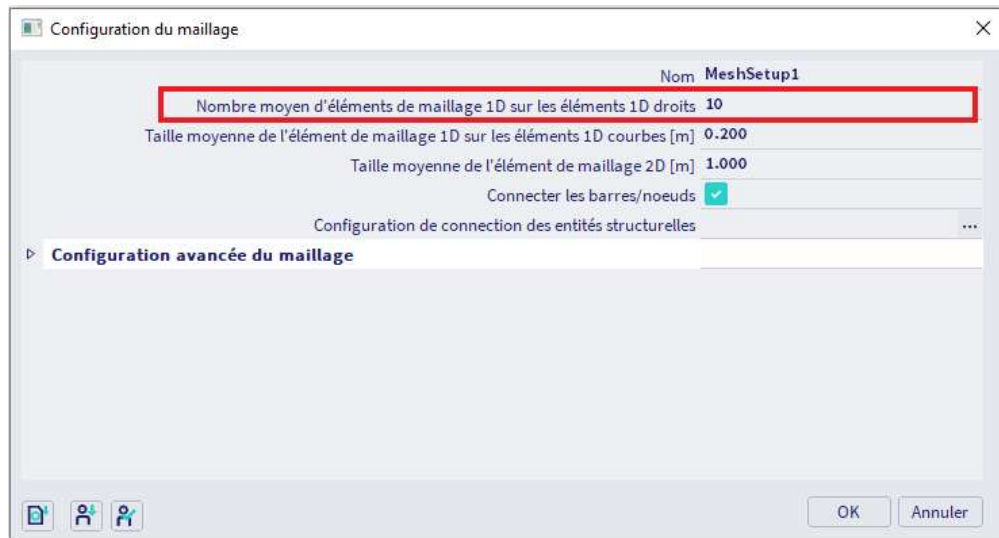 Configuration du maillage
Nom MeshSetup1
Nombre moyen d'éléments de maillage 1D sur les éléments 1D droits 10
Taille moyenne de l'élément de maillage 1D sur les éléments 1D courbes [m] 0.200
Taille moyenne de l'élément de maillage 2D [m] 1.000
Connecter les barres/noeuds
Configuration de connection des entités structurelles ...
Configuration avancée du maillage
OK Annuler